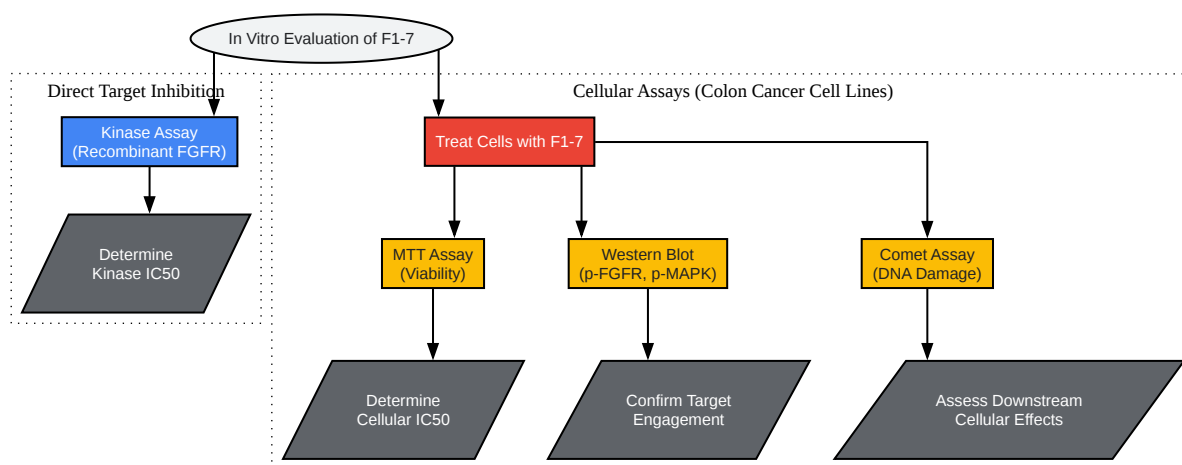 In Vitro Evaluation of F1-7
Direct Target Inhibition
Kinase Assay
(Recombinant FGFR)
Determine
Kinase IC50
Cellular Assays (Colon Cancer Cell Lines)
Treat Cells with F1-7
MTT Assay
(Viability)
Western Blot
(p-FGFR, p-MAPK)
Comet Assay
(DNA Damage)
Determine
Cellular IC50
Confirm Target
Engagement
Assess Downstream
Cellular Effects